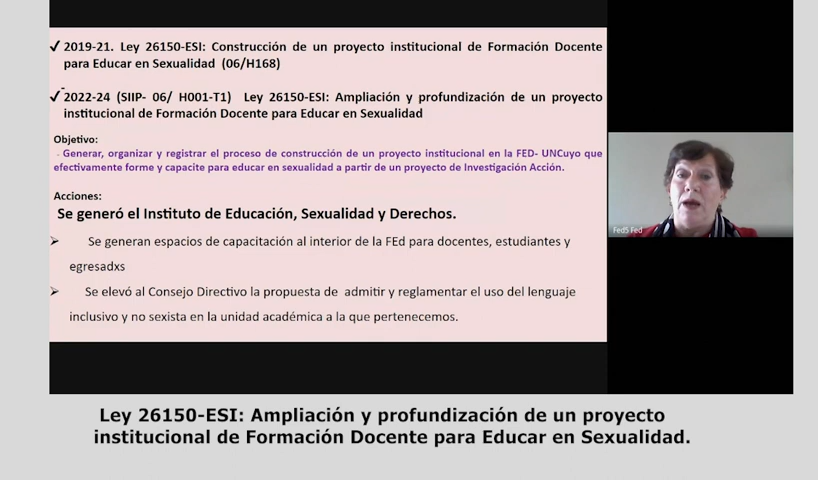 ✓ 2019-21. Ley 26150-ESI: Construcción de un proyecto institucional de Formación Docente
para Educar en Sexualidad (06/H168)
✓ 2022-24 (SIIP- 06/ H001-T1) Ley 26150-ESI: Ampliación y profundización de un proyecto
institucional de Formación Docente para Educar en Sexualidad
Objetivo:
Generar, organizar y registrar el proceso de construcción de un proyecto institucional en la FED- UNCuyo que
efectivamente forme y capacite para educar en sexualidad a partir de un proyecto de Investigación Acción.
Acciones:
Se generó el Instituto de Educación, Sexualidad y Derechos.
➢ Se generan espacios de capacitación al interior de la FEd para docentes, estudiantes y
egresadxs
➢ Se elevó al Consejo Directivo la propuesta de admitir y reglamentar el uso del lenguaje
inclusivo y no sexista en la unidad académica a la que pertenecemos.
Fed5 Fed
Ley 26150-ESI: Ampliación y profundización de un proyecto
institucional de Formación Docente para Educar en Sexualidad.